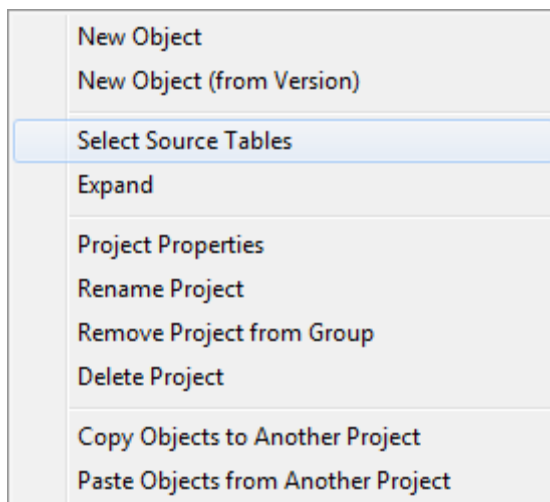 New Object
New Object (from Version)
Select Source Tables
Expand
Project Properties
Rename Project
Remove Project from Group
Delete Project
Copy Objects to Another Project
Paste Objects from Another Project